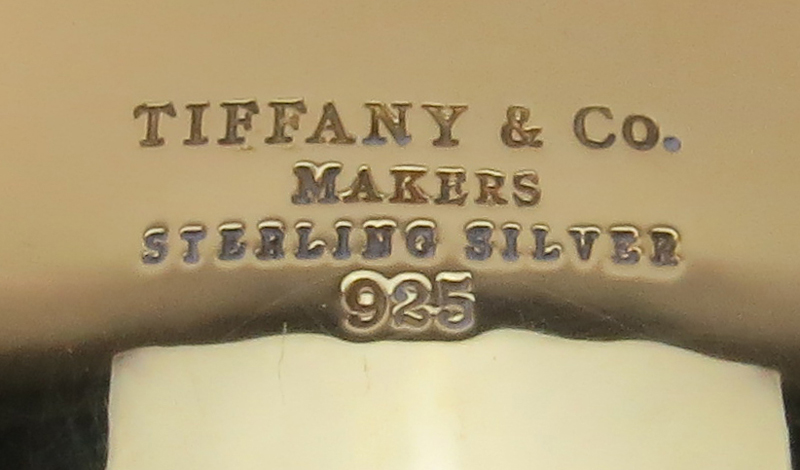 TIFFANY & Co.
MAKERS
STERLING SILVER
925